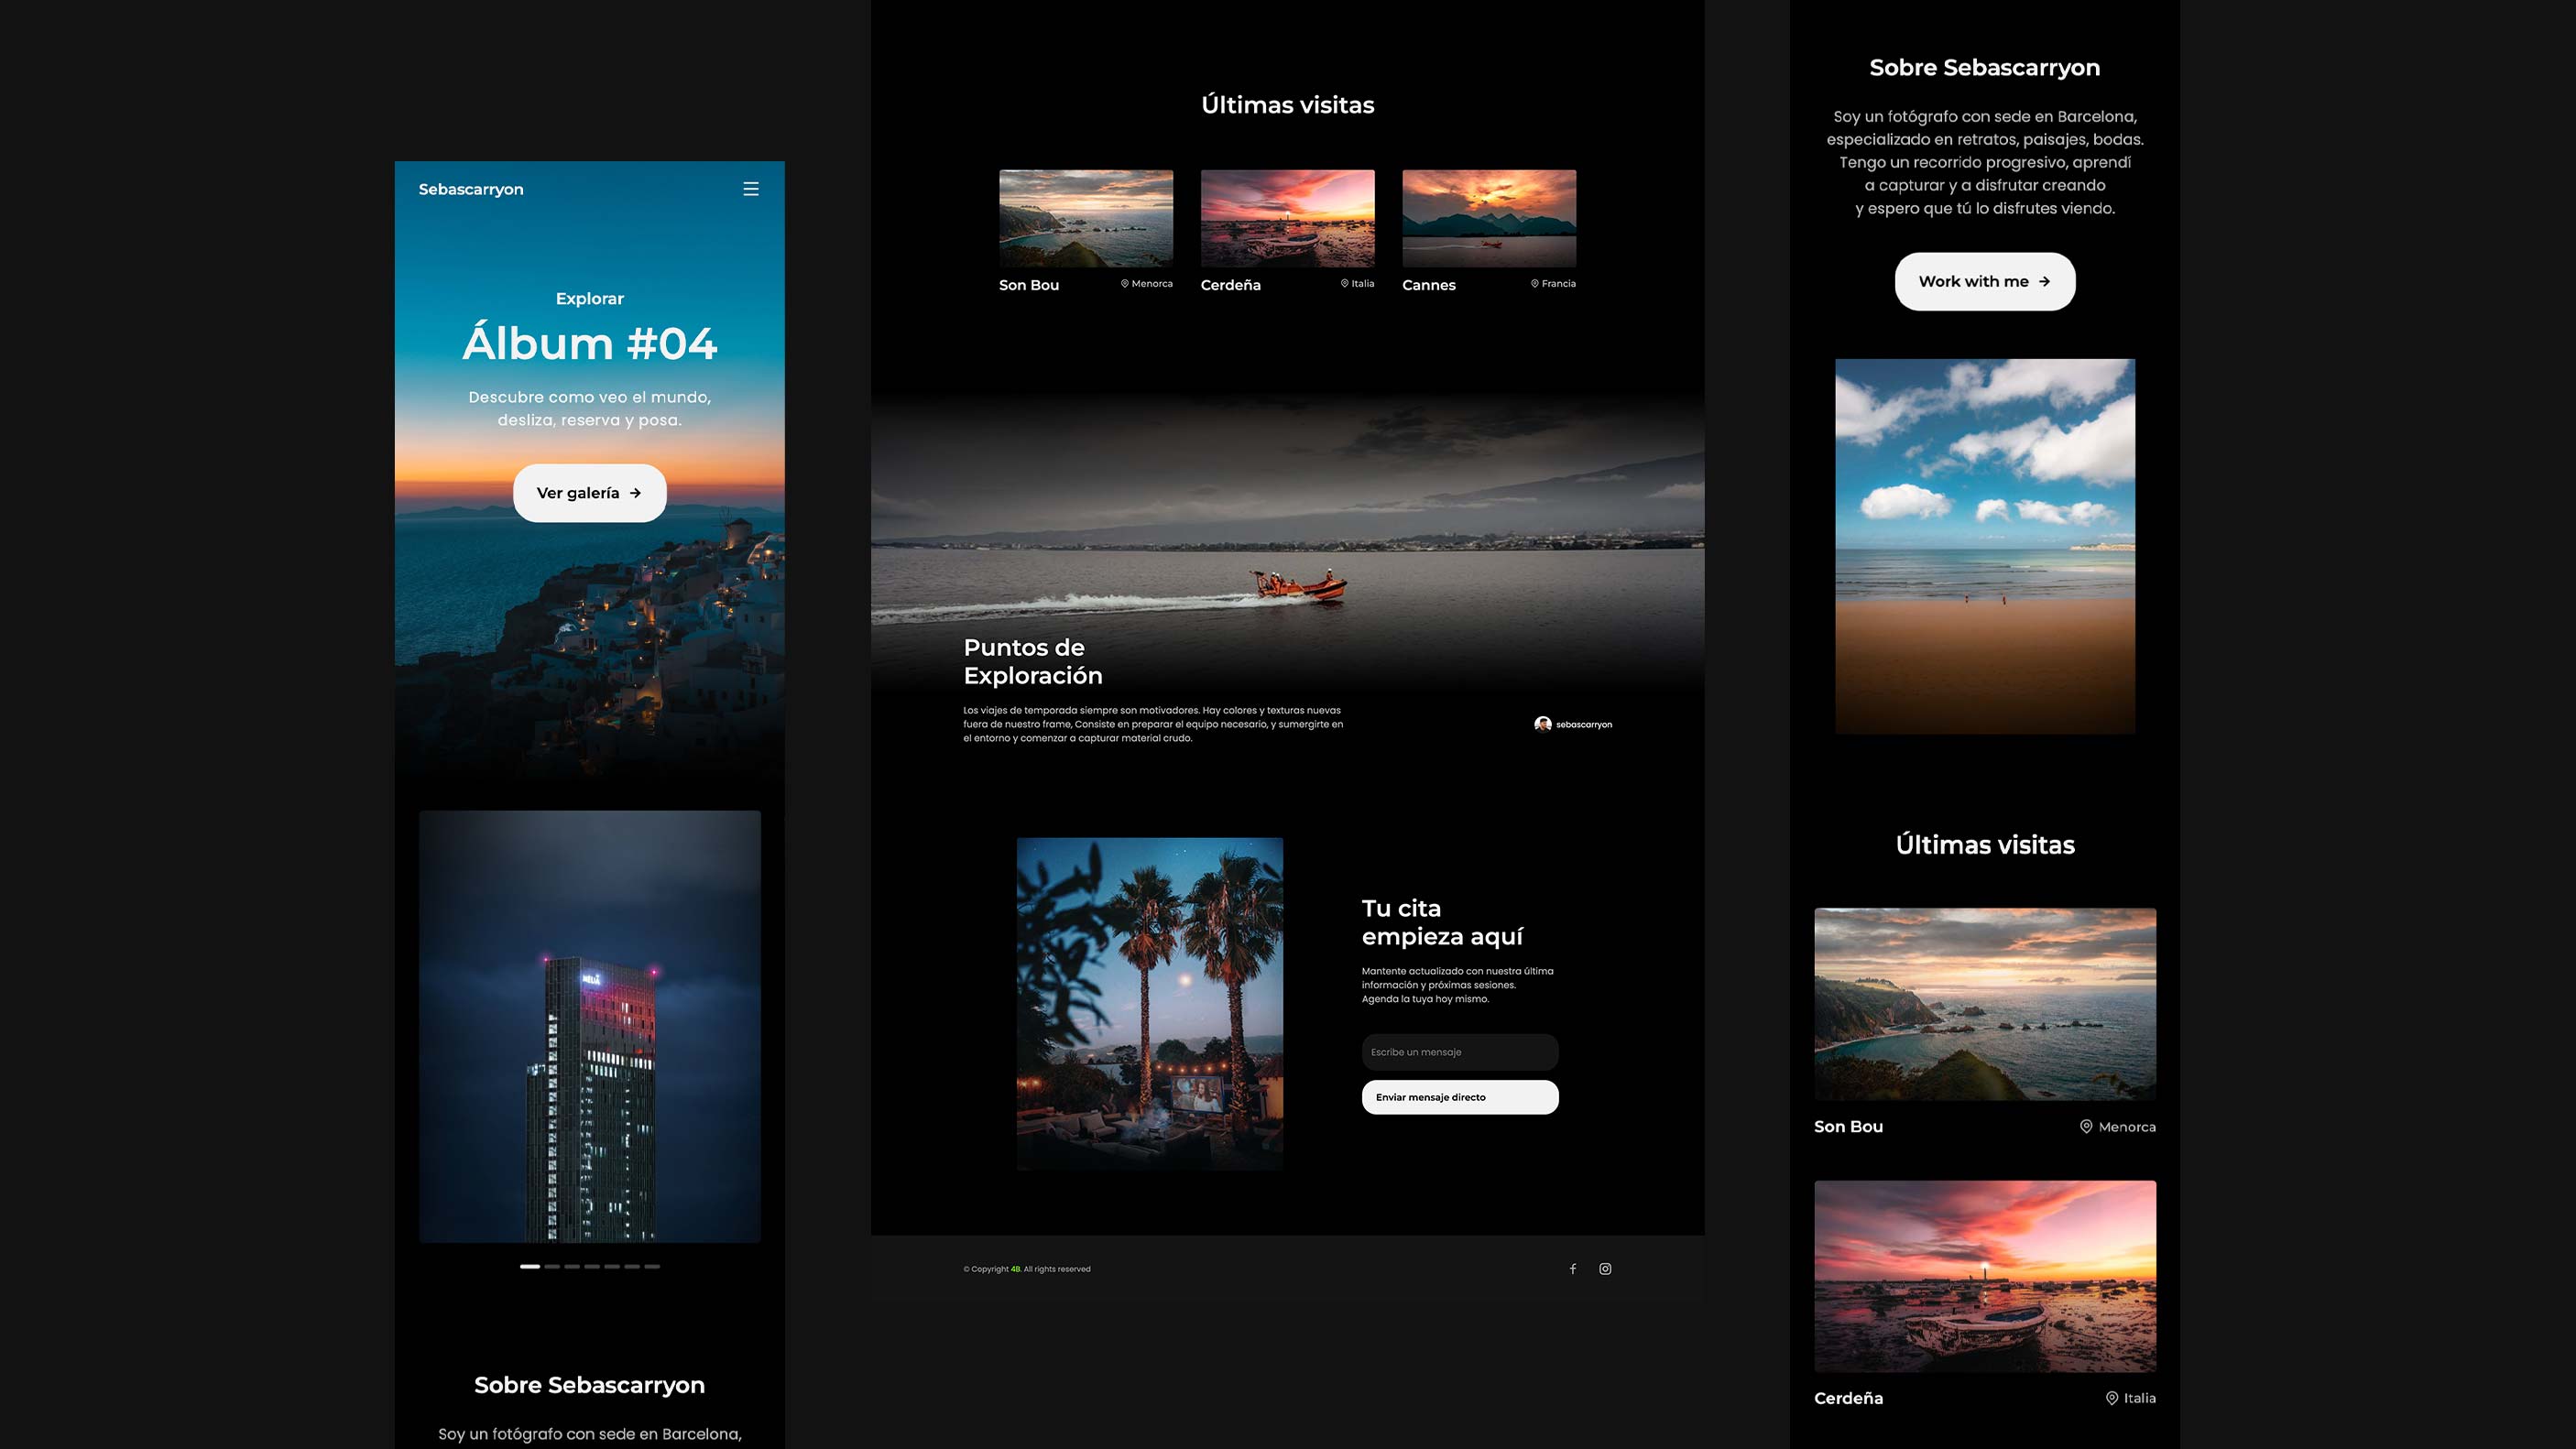 Sebascarryon
Explorar
Álbum #04
Descubre como veo el mundo,
desliza, reserva y posa.
Ver galería
MELIÁ
Sobre Sebascarryon
Soy un fotógrafo con sede en Barcelona,
Últimas visitas
Son Bou
Menorca
Cerdeña
Italia
Cannes
Francia
Puntos de
Exploración
Los viajes de temporada siempre son motivadores. Hay colores y texturas nuevas
fuera de nuestro frame, Consiste en preparar el equipo necesario, y sumergirte en
el entorno y comenzar a capturar material crudo.
sebascarryon
Tu cita
empieza aquí
Mantente actualizado con nuestra última
información y próximas sesiones.
Agenda la tuya hoy mismo.
Escribe un mensaje
Enviar mensaje directo
© Copyright 4B. All rights reserved
Sobre Sebascarryon
Soy un fotógrafo con sede en Barcelona,
especializado en retratos, paisajes, bodas.
Tengo un recorrido progresivo, aprendí
a capturar y a disfrutar creando
y espero que tú lo disfrutes viendo.
Work with me
Últimas visitas
Son Bou
Menorca
Cerdeña
Italia